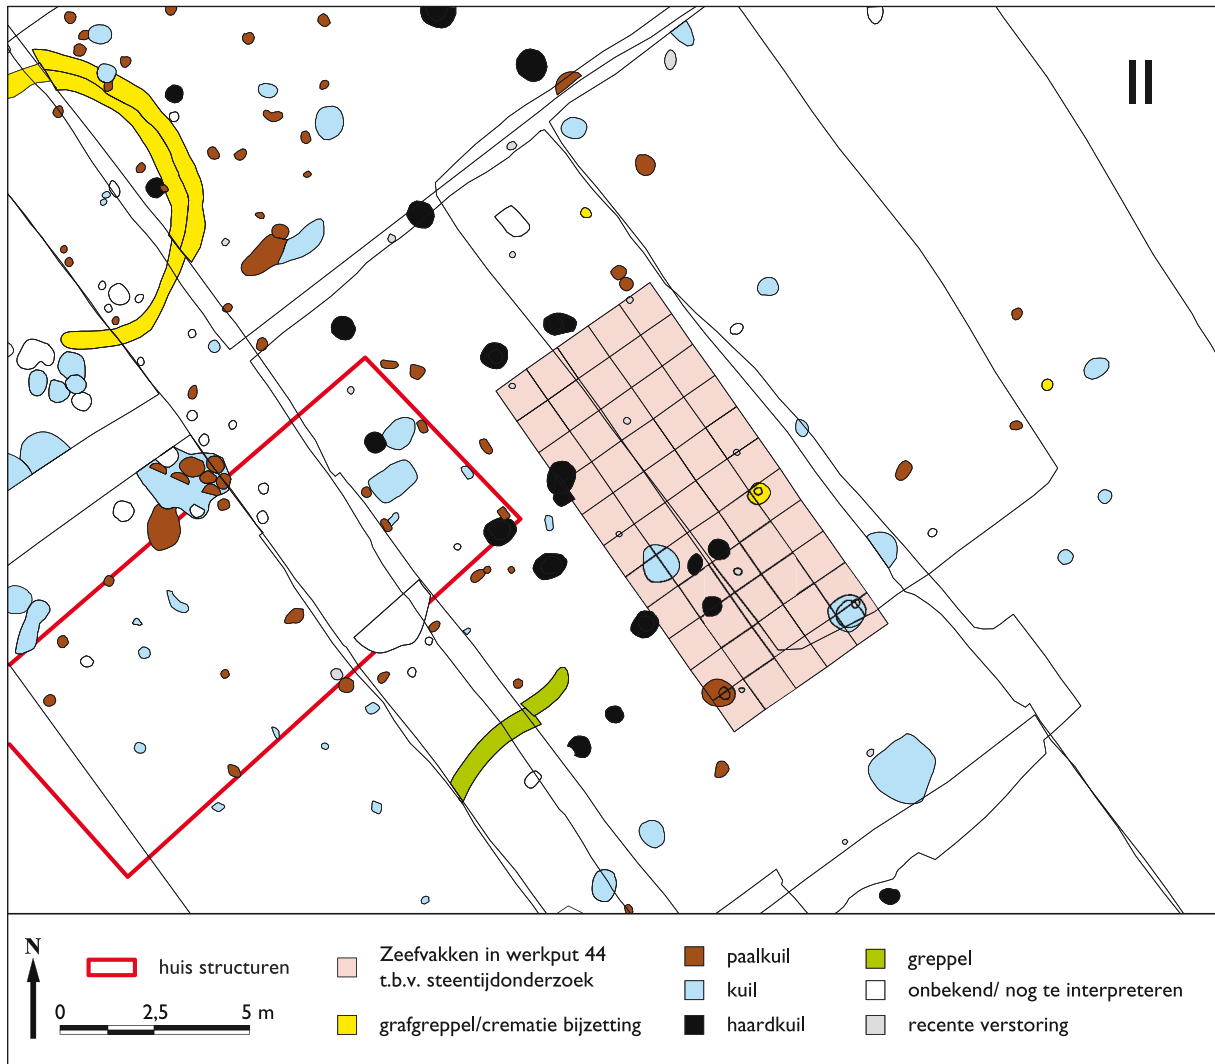 II
N
0 2,5 5 m
huis structuren
Zeefvakken in werkput 44
t.b.v. steentijdonderzoek
grafgreppel/crematie bijzetting
paalkuil
kuil
haardkuil
greppel
onbekend/ nog te interpreteren
recente verstoring